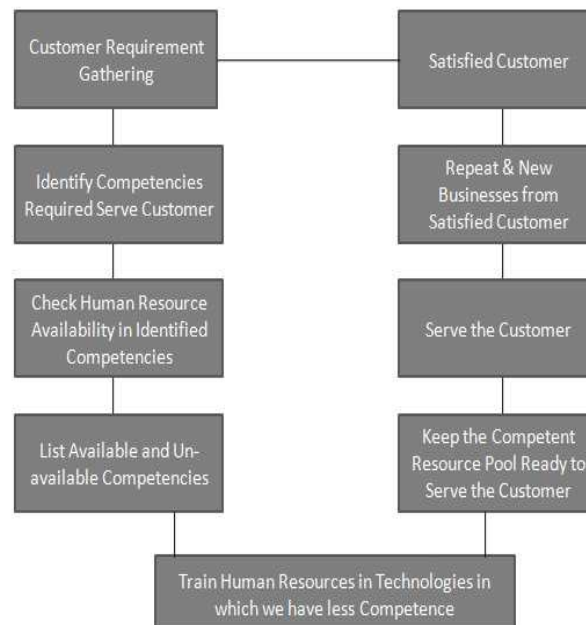 Customer Requirement
Gathering
Satisfied Customer
Identify Competencies
Required Serve Customer
Repeat & New
Businesses from
Satisfied Customer
Check Human Resource
Availability in Identified
Competencies
Serve the Customer
List Available and Un-
available Competencies
Keep the Competent
Resource Pool Ready to
Serve the Customer
Train Human Resources in Technologies in
which we have less Competence